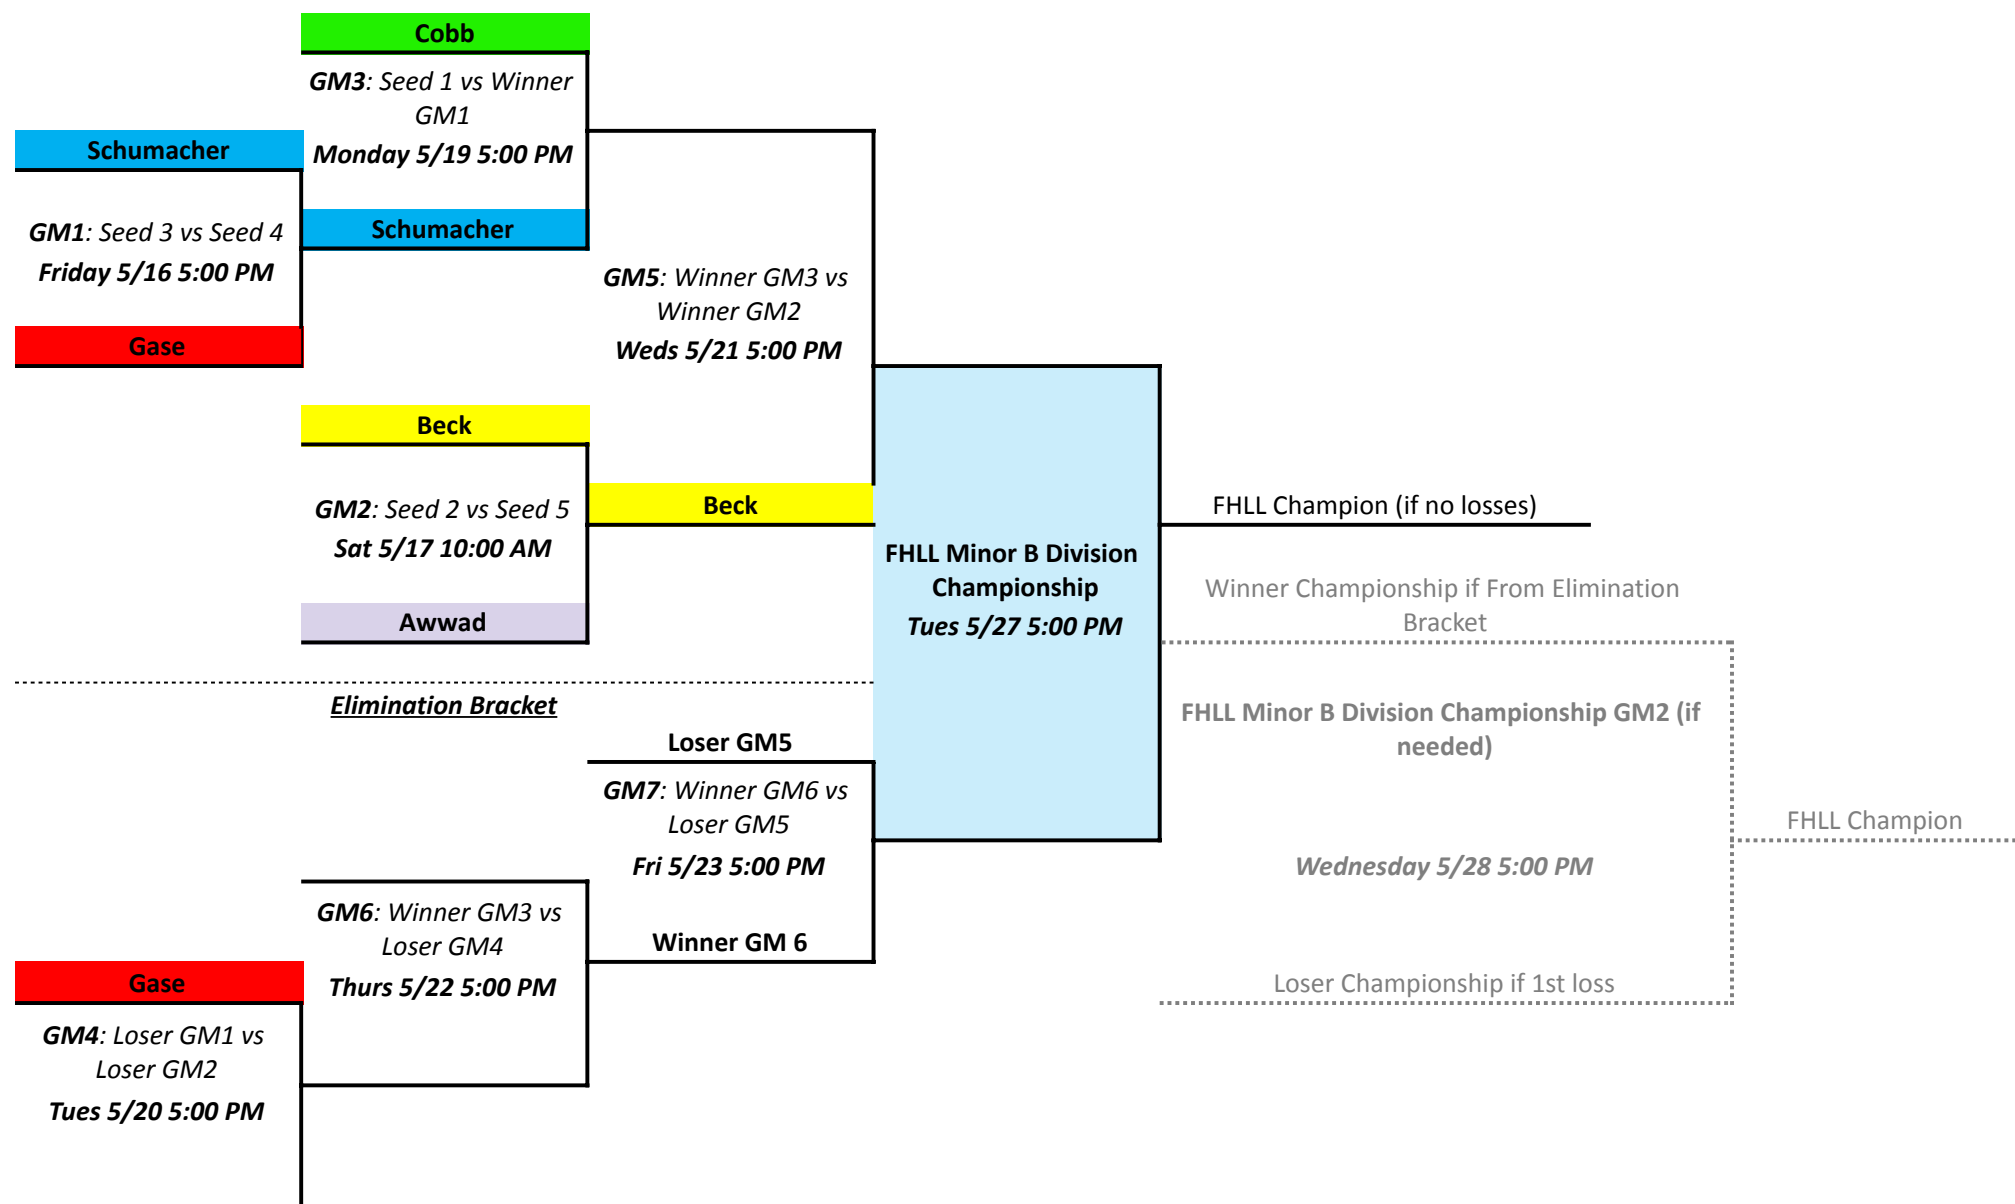 Cobb
GM3: Seed 1 vs Winner
GM1
Monday 5/19 5:00 PM
Schumacher
GM1: Seed 3 vs Seed 4
Friday 5/16 5:00 PM
Schumacher
Gase
GM5: Winner GM3 vs
Winner GM2
Weds 5/21 5:00 PM
Beck
GM2: Seed 2 vs Seed 5
Sat 5/17 10:00 AM
Beck
Awwad
FHLL Minor B Division
Championship
Tues 5/27 5:00 PM
FHLL Champion (if no losses)
Winner Championship if From Elimination
Bracket
Elimination Bracket
FHLL Minor B Division Championship GM2 (if
needed)
Loser GM5
GM7: Winner GM6 vs
Loser GM5
Fri 5/23 5:00 PM
FHLL Champion
Wednesday 5/28 5:00 PM
GM6: Winner GM3 vs
Loser GM4
Thurs 5/22 5:00 PM
Winner GM 6
Loser Championship if 1st loss
Gase
GM4: Loser GM1 vs
Loser GM2
Tues 5/20 5:00 PM